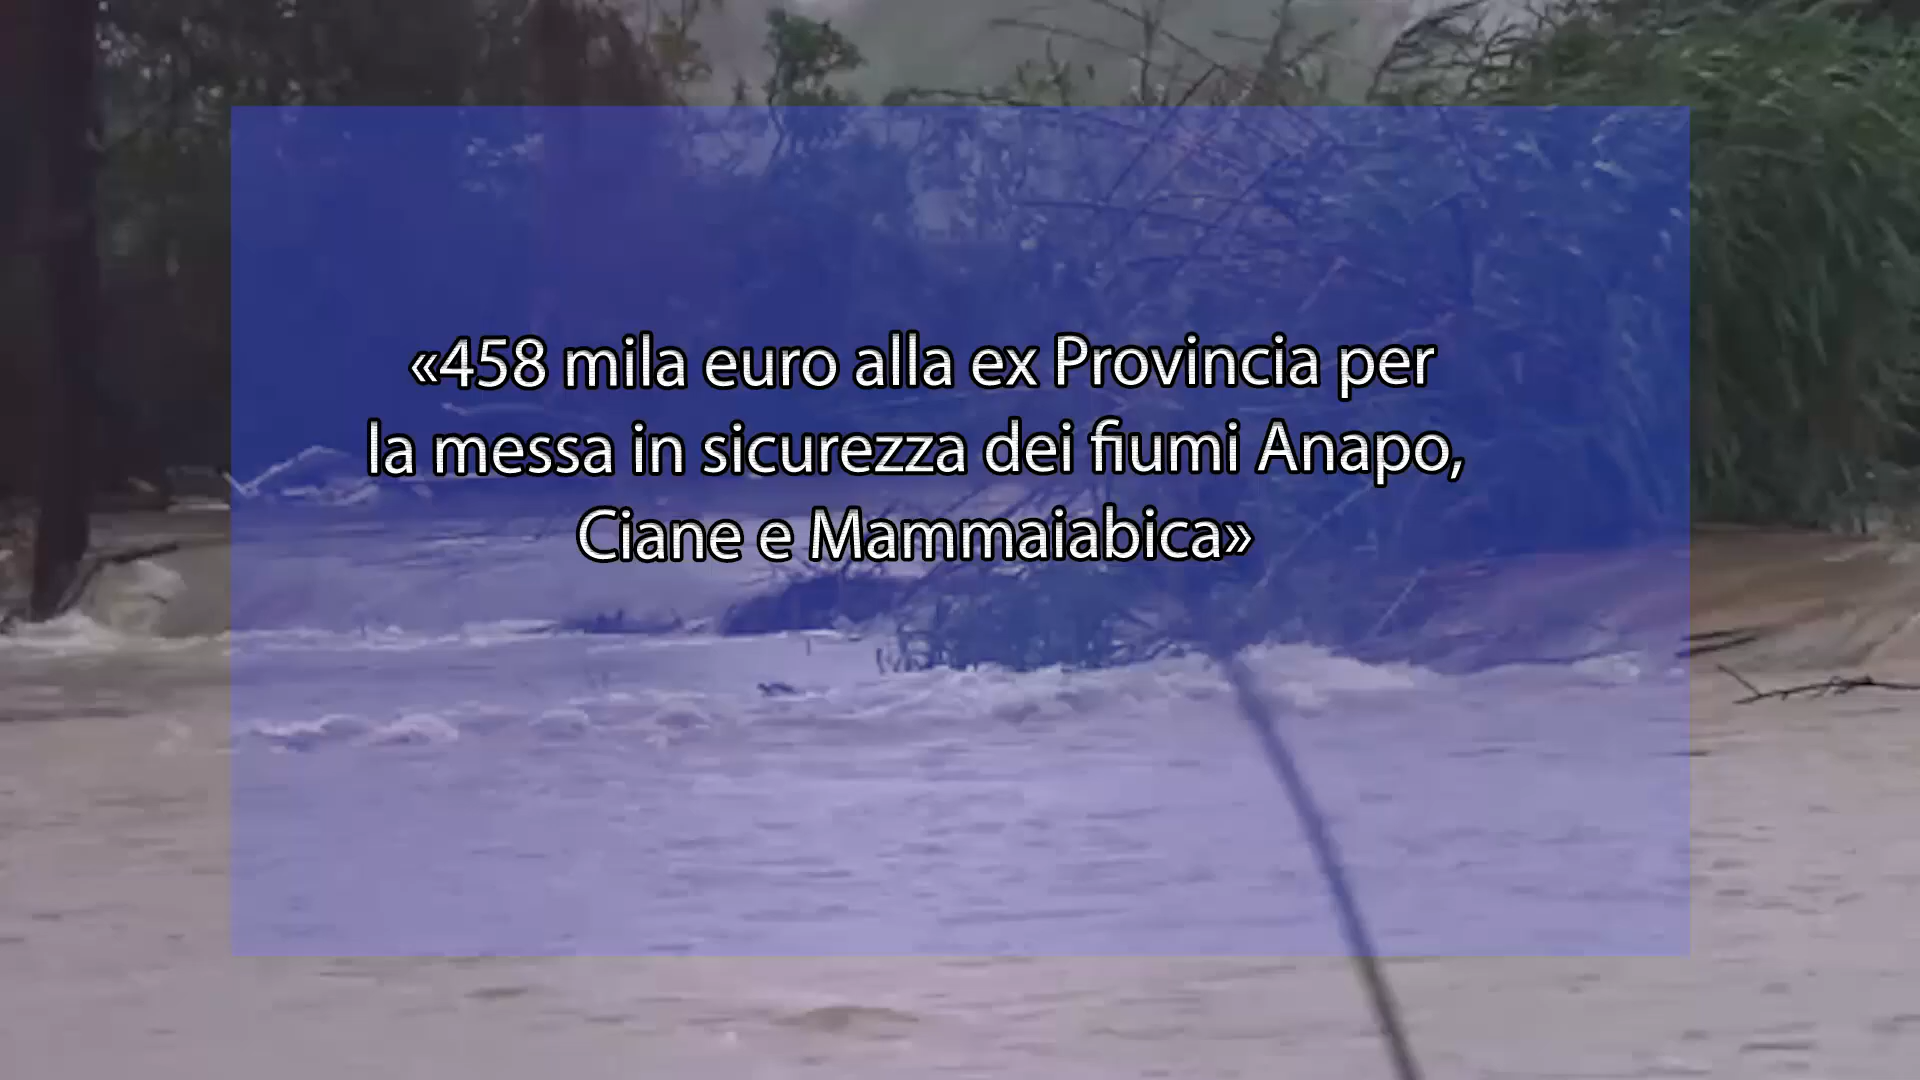 «458 mila euro alla ex Provincia per
la messa in sicurezza dei fiumi Anapo,
Ciane e Mammaiabica»